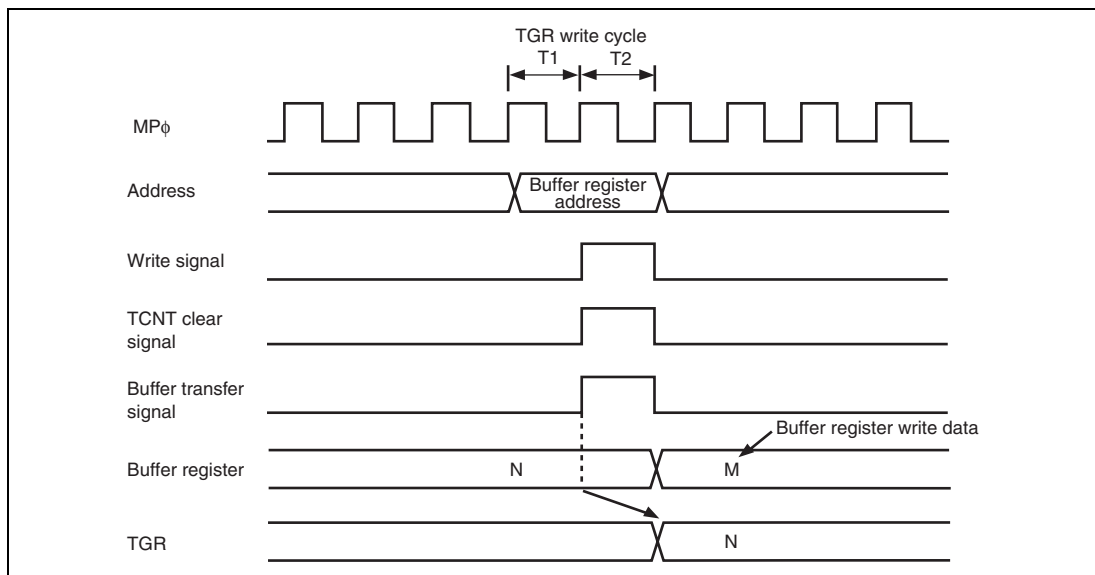 TGR write cycle
T1 T2
MPϕ
Address
Buffer register
address
Write signal
TCNT clear
signal
Buffer transfer
signal
Buffer register write data
Buffer register
N M
TGR
N